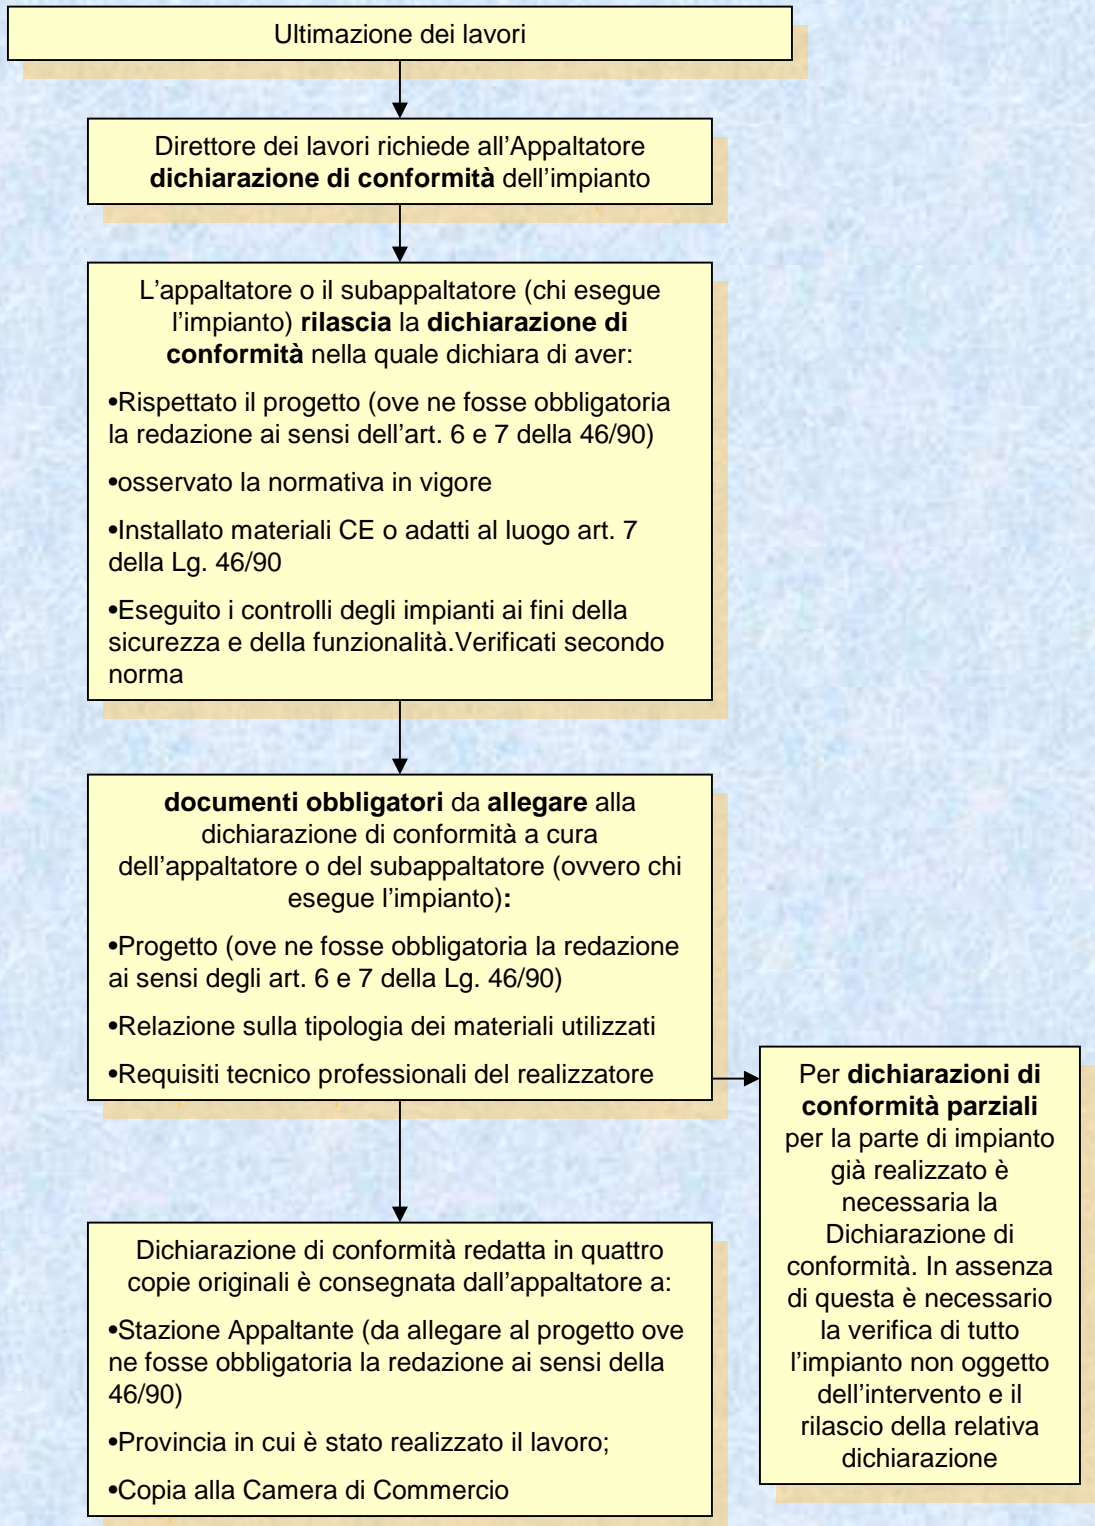 Ultimazione dei lavori
Direttore dei lavori richiede all'Appaltatore
dichiarazione di conformità dell'impianto
L'appaltatore o il subappaltatore (chi esegue
l'impianto) rilascia la dichiarazione di
conformità nella quale dichiara di aver:
•Rispettato il progetto (ove ne fosse obbligatoria
la redazione ai sensi dell'art. 6 e 7 della 46/90)
•osservato la normativa in vigore
•Installato materiali CE o adatti al luogo art. 7
della Lg. 46/90
•Eseguito i controlli degli impianti ai fini della
sicurezza e della funzionalità.Verificati secondo
norma
documenti obbligatori da allegare alla
dichiarazione di conformità a cura
dell'appaltatore o del subappaltatore (ovvero chi
esegue l'impianto):
•Progetto (ove ne fosse obbligatoria la redazione
ai sensi degli art. 6 e 7 della Lg. 46/90)
•Relazione sulla tipologia dei materiali utilizzati
•Requisiti tecnico professionali del realizzatore
Per dichiarazioni di
conformità parziali
per la parte di impianto
già realizzato è
necessaria la
Dichiarazione di
conformità. In assenza
di questa è necessario
la verifica di tutto
l'impianto non oggetto
dell'intervento e il
rilascio della relativa
dichiarazione
Dichiarazione di conformità redatta in quattro
copie originali è consegnata dall'appaltatore a:
•Stazione Appaltante (da allegare al progetto ove
ne fosse obbligatoria la redazione ai sensi della
46/90)
•Provincia in cui è stato realizzato il lavoro;
•Copia alla Camera di Commercio